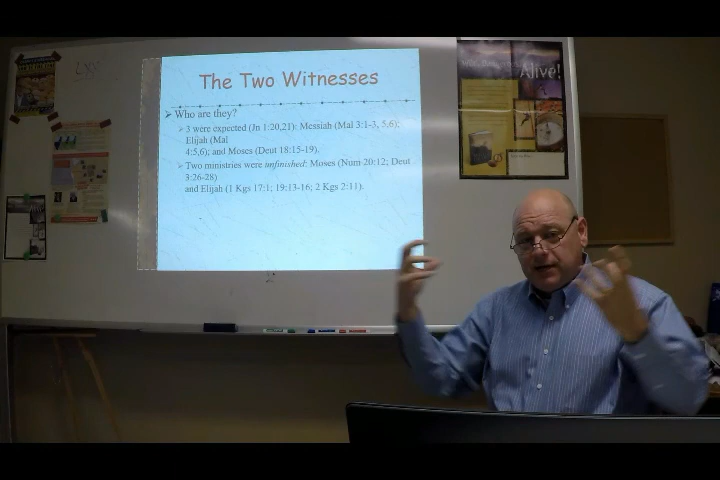 LXX
The Two Witnesses
Who are they?
3 were expected (Jn 1:20,21): Messiah (Mal 3:1-3, 5,6);
Elijah (Mal
4:5,6); and Moses (Deut 18:15-19).
Two ministries were unfinished: Moses (Num 20:12; Deut
3:26-28)
and Elijah (1 Kgs 17:1; 19:13-16; 2 Kgs 2:11).
Alive!